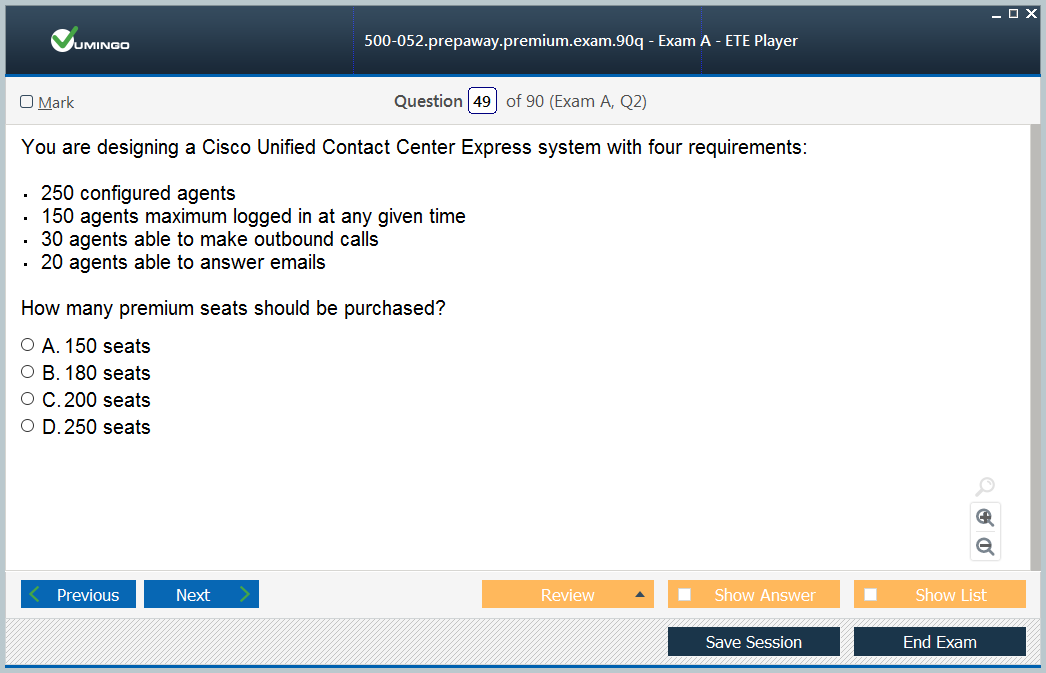 VUMINGO
500-052.prepaway.premium.exam.90q - Exam A - ETE Player
Mark
Question 49 of 90 (Exam A, Q2)
You are designing a Cisco Unified Contact Center Express system with four requirements:
· 250 configured agents
· 150 agents maximum logged in at any given time
· 30 agents able to make outbound calls
· 20 agents able to answer emails
How many premium seats should be purchased?
A. 150 seats
B. 180 seats
C. 200 seats
D. 250 seats
Previous Next Review Show Answer Show List
Save Session End Exam